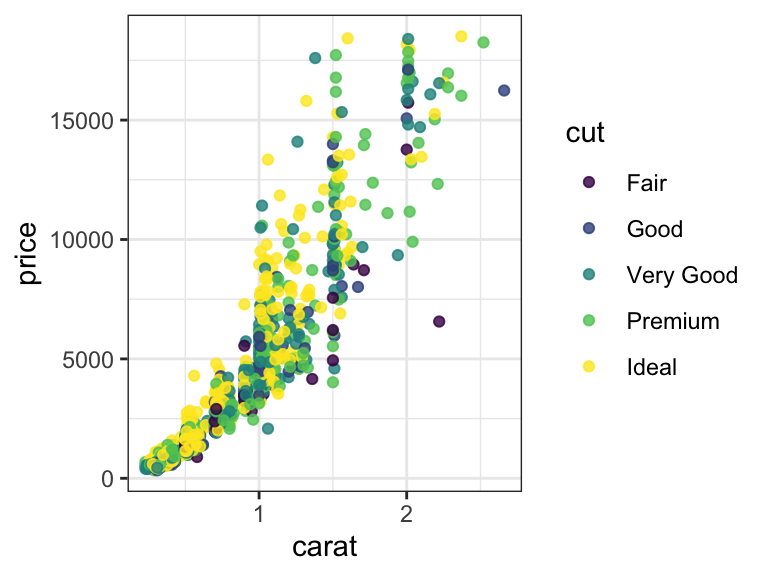 15000
10000
5000
0
price
1 2
carat
cut
Fair
Good
Very Good
Premium
Ideal